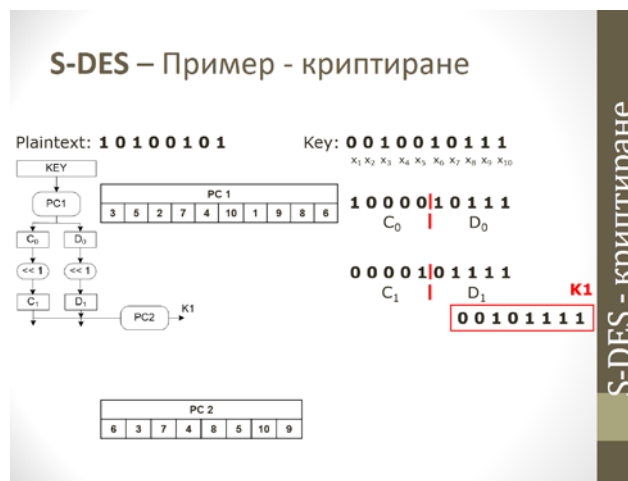 S-DES – Пример - криптиране
Plaintext: 1 0 1 0 0 1 0 1
Key: 0 0 1 0 0 1 0 1 1 1
x1 x2 x3 x4 x5 x6 x7 x8 x9 x10
KEY
PC1
C0 D0
<< 1 << 1
C1 D1
PC2
K1
PC 1
3 5 2 7 4 10 1 9 8 6
1 0 0 0 0 | 1 0 1 1 1
C0 | D0
0 0 0 0 1 | 0 1 1 1 1
C1 | D1
K1
0 0 1 0 1 1 1 1
PC 2
6 3 7 4 8 5 10 9
S-DES - криптиране